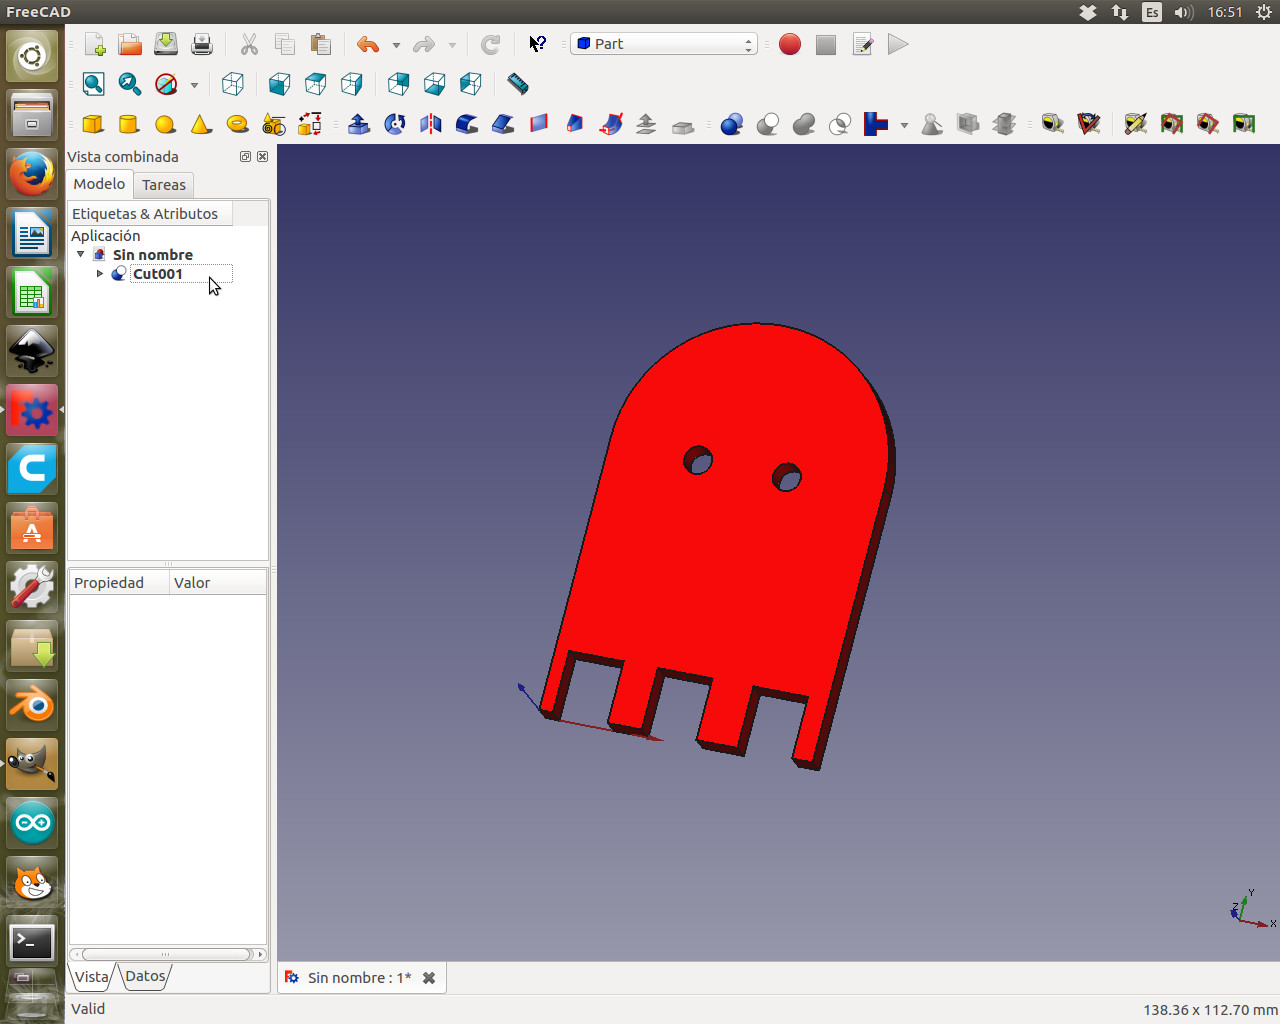 FreeCAD
Es
16:51
Part
Vista combinada
Modelo
Tareas
Etiquetas & Atributos
Aplicación
Sin nombre
Cut001
Propiedad
Valor
Y
Z
X
Vista
Datos
Sin nombre : 1*
Valid
138.36 x 112.70 mm